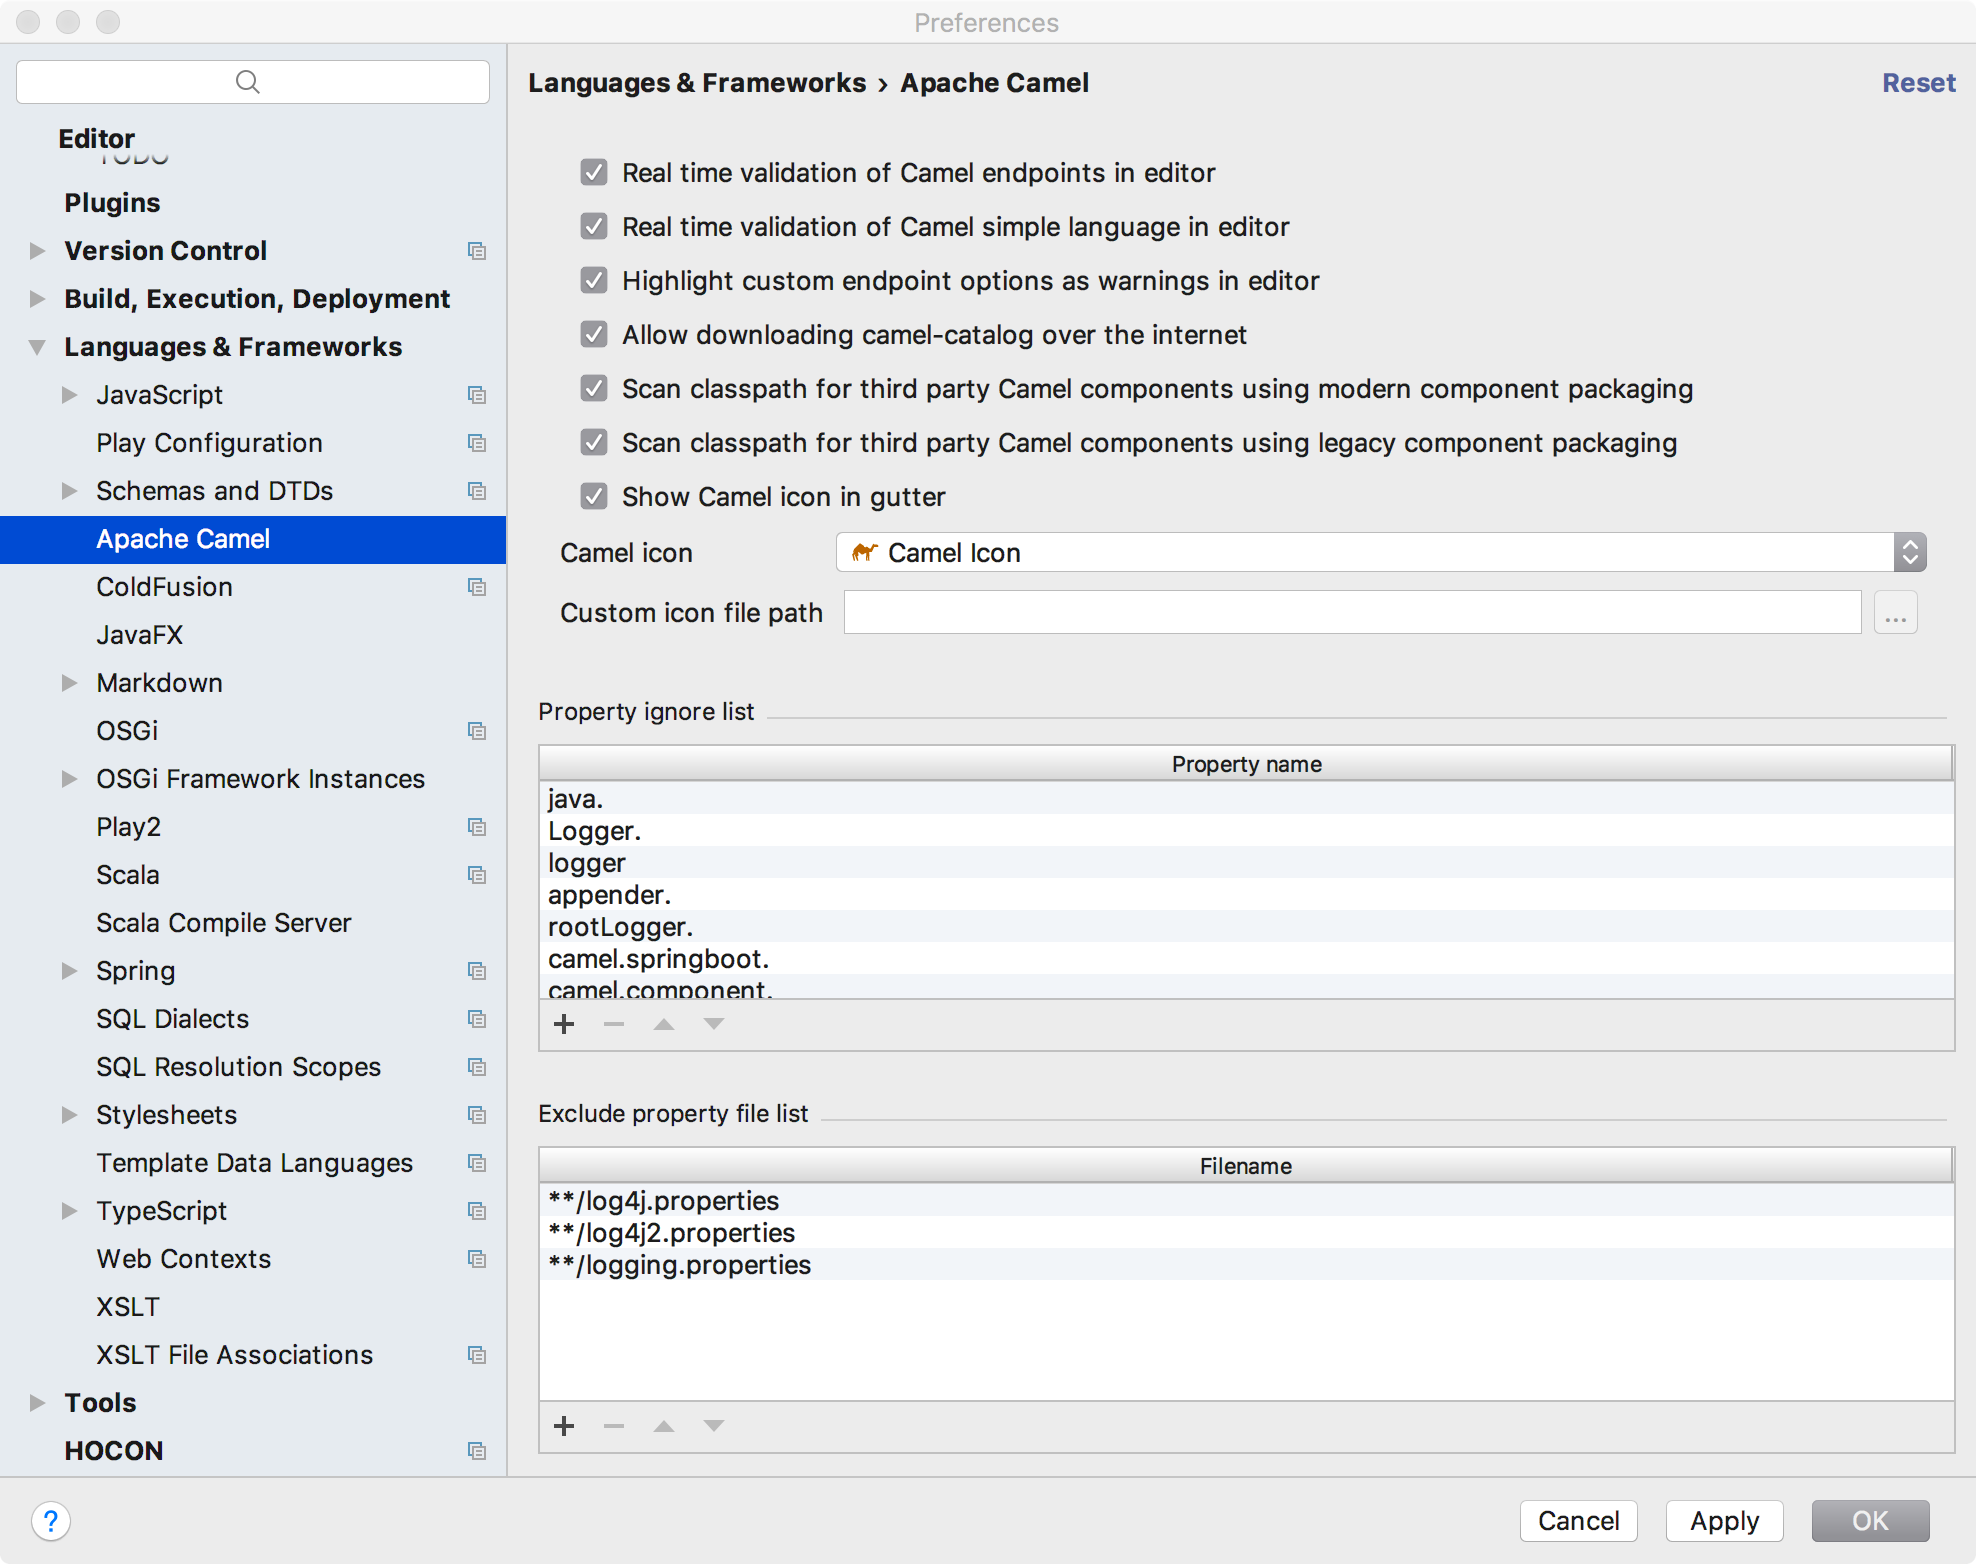 Preferences
Editor
TODO
Plugins
Version Control
Build, Execution, Deployment
Languages & Frameworks
JavaScript
Play Configuration
Schemas and DTDs
Apache Camel
ColdFusion
JavaFX
Markdown
OSGi
OSGi Framework Instances
Play2
Scala
Scala Compile Server
Spring
SQL Dialects
SQL Resolution Scopes
Stylesheets
Template Data Languages
TypeScript
Web Contexts
XSLT
XSLT File Associations
Tools
HOCON
Languages & Frameworks › Apache Camel
Reset
Real time validation of Camel endpoints in editor
Real time validation of Camel simple language in editor
Highlight custom endpoint options as warnings in editor
Allow downloading camel-catalog over the internet
Scan classpath for third party Camel components using modern component packaging
Scan classpath for third party Camel components using legacy component packaging
Show Camel icon in gutter
Camel icon
Camel Icon
Custom icon file path
...
Property ignore list
Property name
java.
Logger.
logger
appender.
rootLogger.
camel.springboot.
camel.component.
Exclude property file list
Filename
**/log4j.properties
**/log4j2.properties
**/logging.properties
?
Cancel
Apply
OK